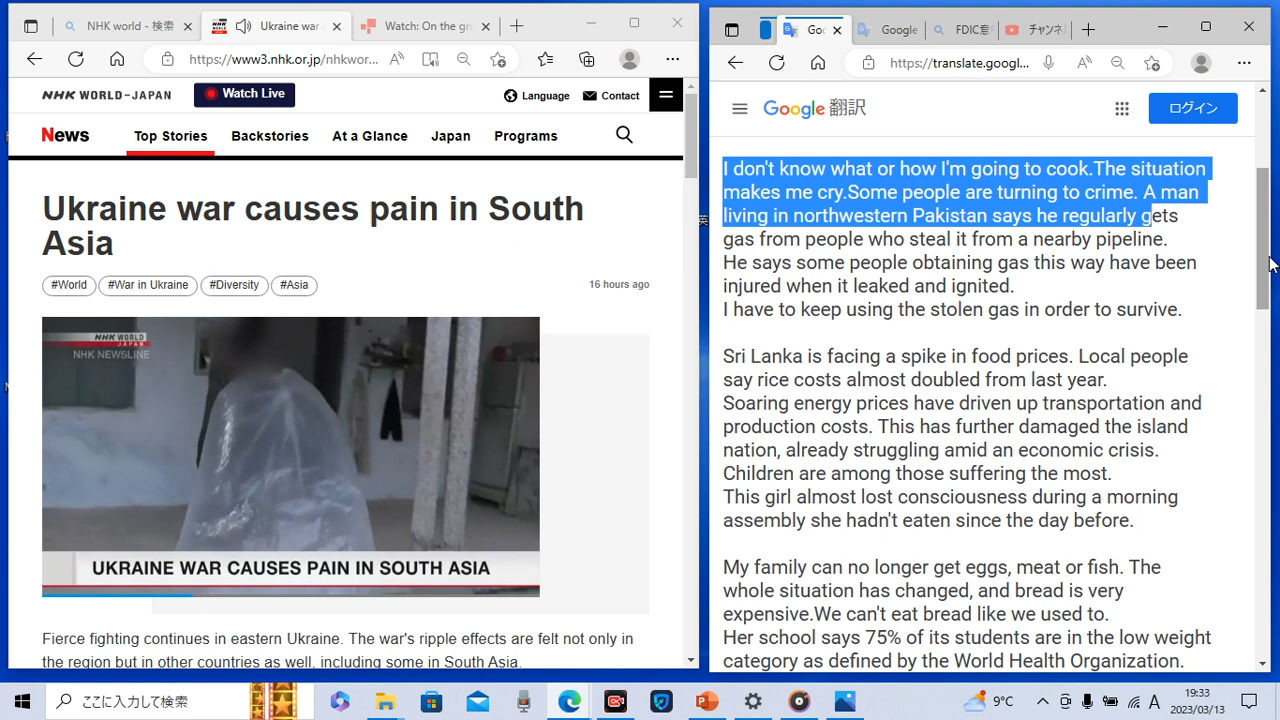 NHK world - 検索
Ukraine war
Watch: On the gr
https://www3.nhk.or.jp/nhkwor...
NHK WORLD-JAPAN
Watch Live
Language
Contact
News
Top Stories
Backstories
At a Glance
Japan
Programs
Ukraine war causes pain in South
Asia
#World
#War in Ukraine
#Diversity
#Asia
16 hours ago
NHK WORLD
JAPAN
NHK NEWSLINE
UKRAINE WAR CAUSES PAIN IN SOUTH ASIA
Fierce fighting continues in eastern Ukraine. The war's ripple effects are felt not only in
the region but in other countries as well, including some in South Asia.
Goo
Google
FDIC意
チャンネ
https://translate.googl...
Google 翻訳
ログイン
I don't know what or how I'm going to cook.The situation
makes me cry.Some people are turning to crime. A man
living in northwestern Pakistan says he regularly gets
gas from people who steal it from a nearby pipeline.
He says some people obtaining gas this way have been
injured when it leaked and ignited.
I have to keep using the stolen gas in order to survive.
Sri Lanka is facing a spike in food prices. Local people
say rice costs almost doubled from last year.
Soaring energy prices have driven up transportation and
production costs. This has further damaged the island
nation, already struggling amid an economic crisis.
Children are among those suffering the most.
This girl almost lost consciousness during a morning
assembly she hadn't eaten since the day before.
My family can no longer get eggs, meat or fish. The
whole situation has changed, and bread is very
expensive.We can't eat bread like we used to.
Her school says 75% of its students are in the low weight
category as defined by the World Health Organization.
英
ここに入力して検索
9°C
A
19:33
2023/03/13